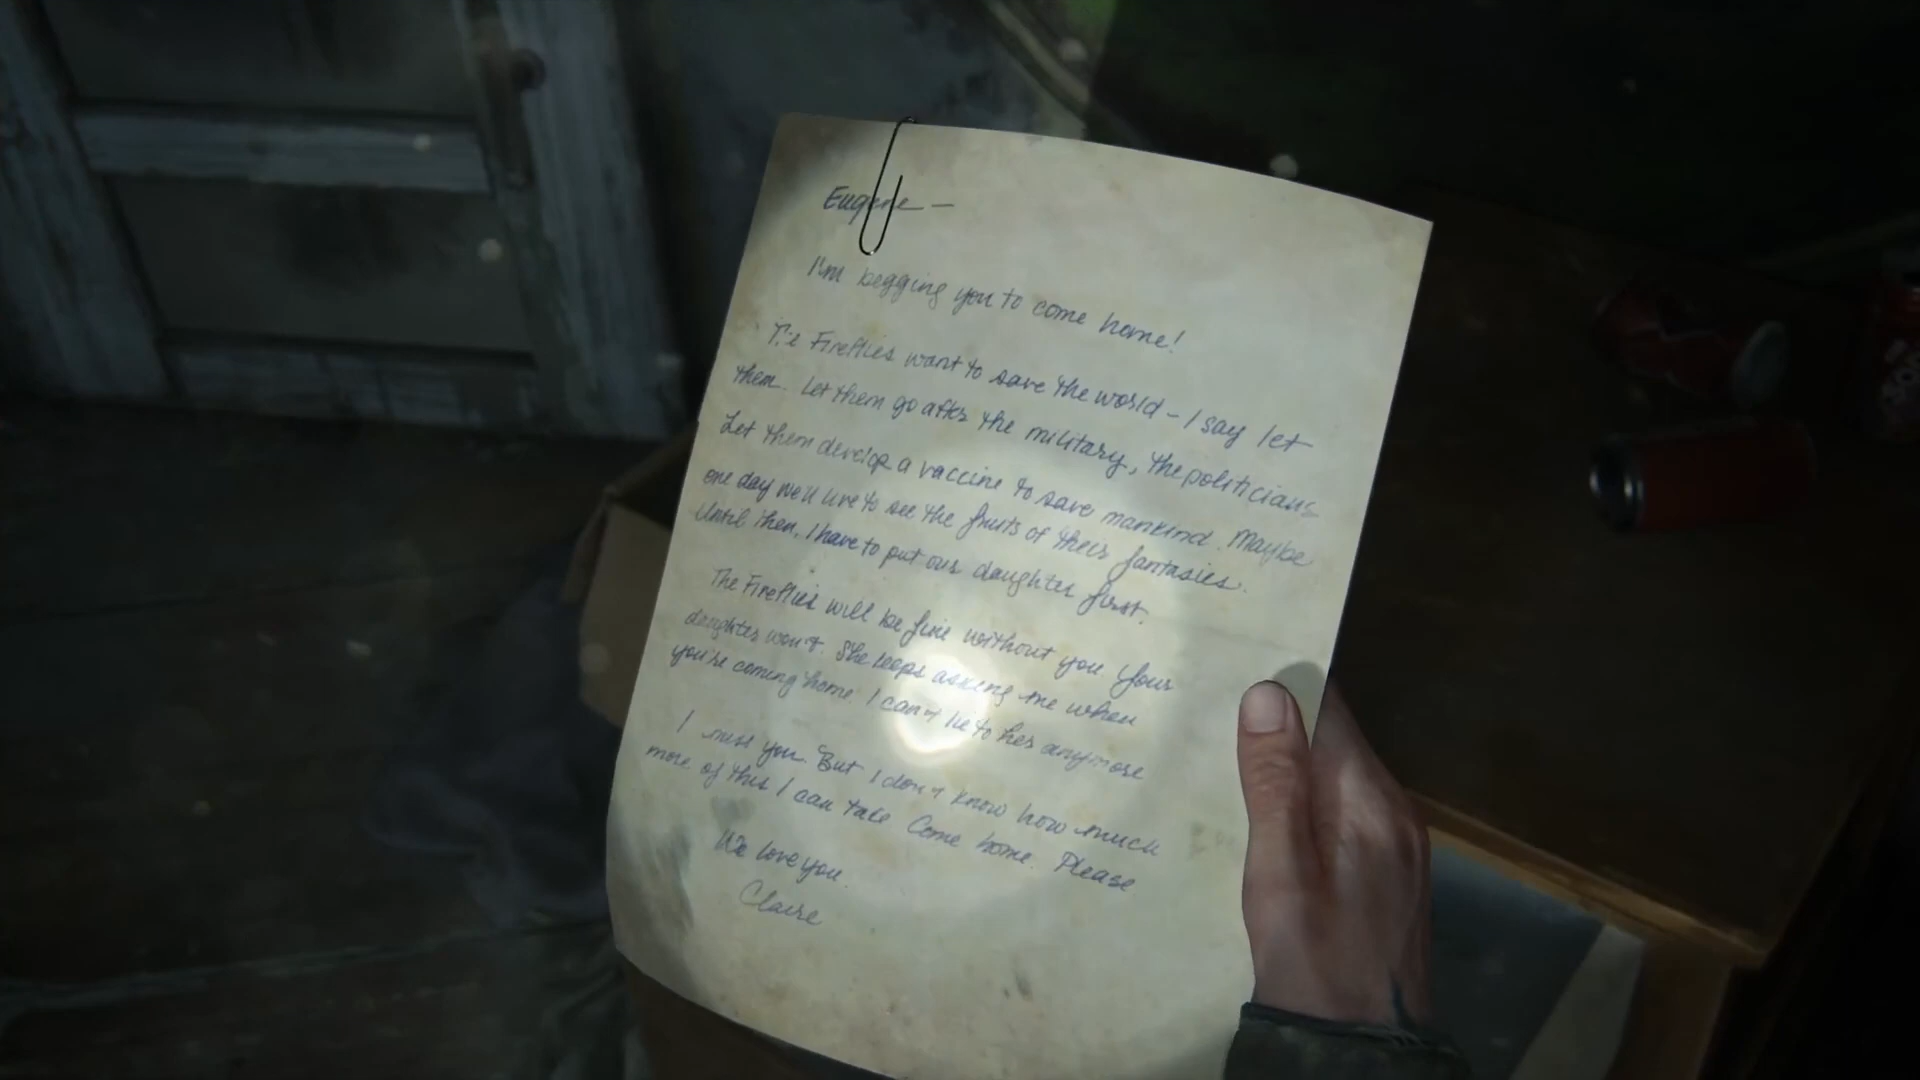 Eugene —
I'm begging you to come home!
The Fireflies want to save the world - I say let
them. Let them go after the military, the politicians
Let them develop a vaccine to save mankind. Maybe
one day we'll live to see the fruits of their fantasies.
Until then, I have to put our daughter first.
The Fireflies will be fine without you. Your
daughter won't. She keeps asking me when
you're coming home. I can't lie to her anymore
I miss you. But I don't know how much
more of this I can take. Come home. Please
We love you.
Claire